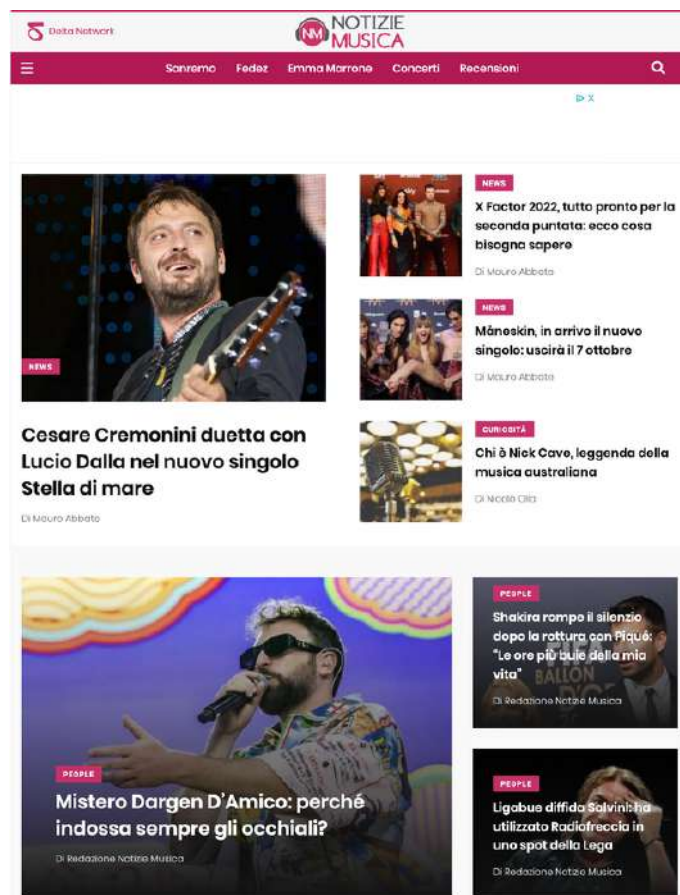 Delta Network
NM
NOTIZIE
MUSICA
Sanremo
Fedez
Emma Marrone
Concerti
Recensioni
X
NEWS
Cesare Cremonini duetta con
Lucio Dalla nel nuovo singolo
Stella di mare
Di Mauro Abbate
NEWS
X Factor 2022, tutto pronto per la
seconda puntata: ecco cosa
bisogna sapere
Di Mauro Abbate
NEWS
Måneskin, in arrivo il nuovo
singolo: uscirà il 7 ottobre
Di Mauro Abbate
CURIOSITÀ
Chi è Nick Cave, leggenda della
musica australiana
Di Nicolò Olia
PEOPLE
Mistero Dargen D'Amico: perché
indossa sempre gli occhiali?
Di Redazione Notizie Musica
PEOPLE
Shakira rompe il silenzio
dopo la rottura con Piqué:
"Le ore più buie della mia
vita"
Di Redazione Notizie Musica
FIFA
BALLON
PEOPLE
Ligabue diffida Salvini: ha
utilizzato Radiofreccia in
uno spot della Lega
Di Redazione Notizie Musica